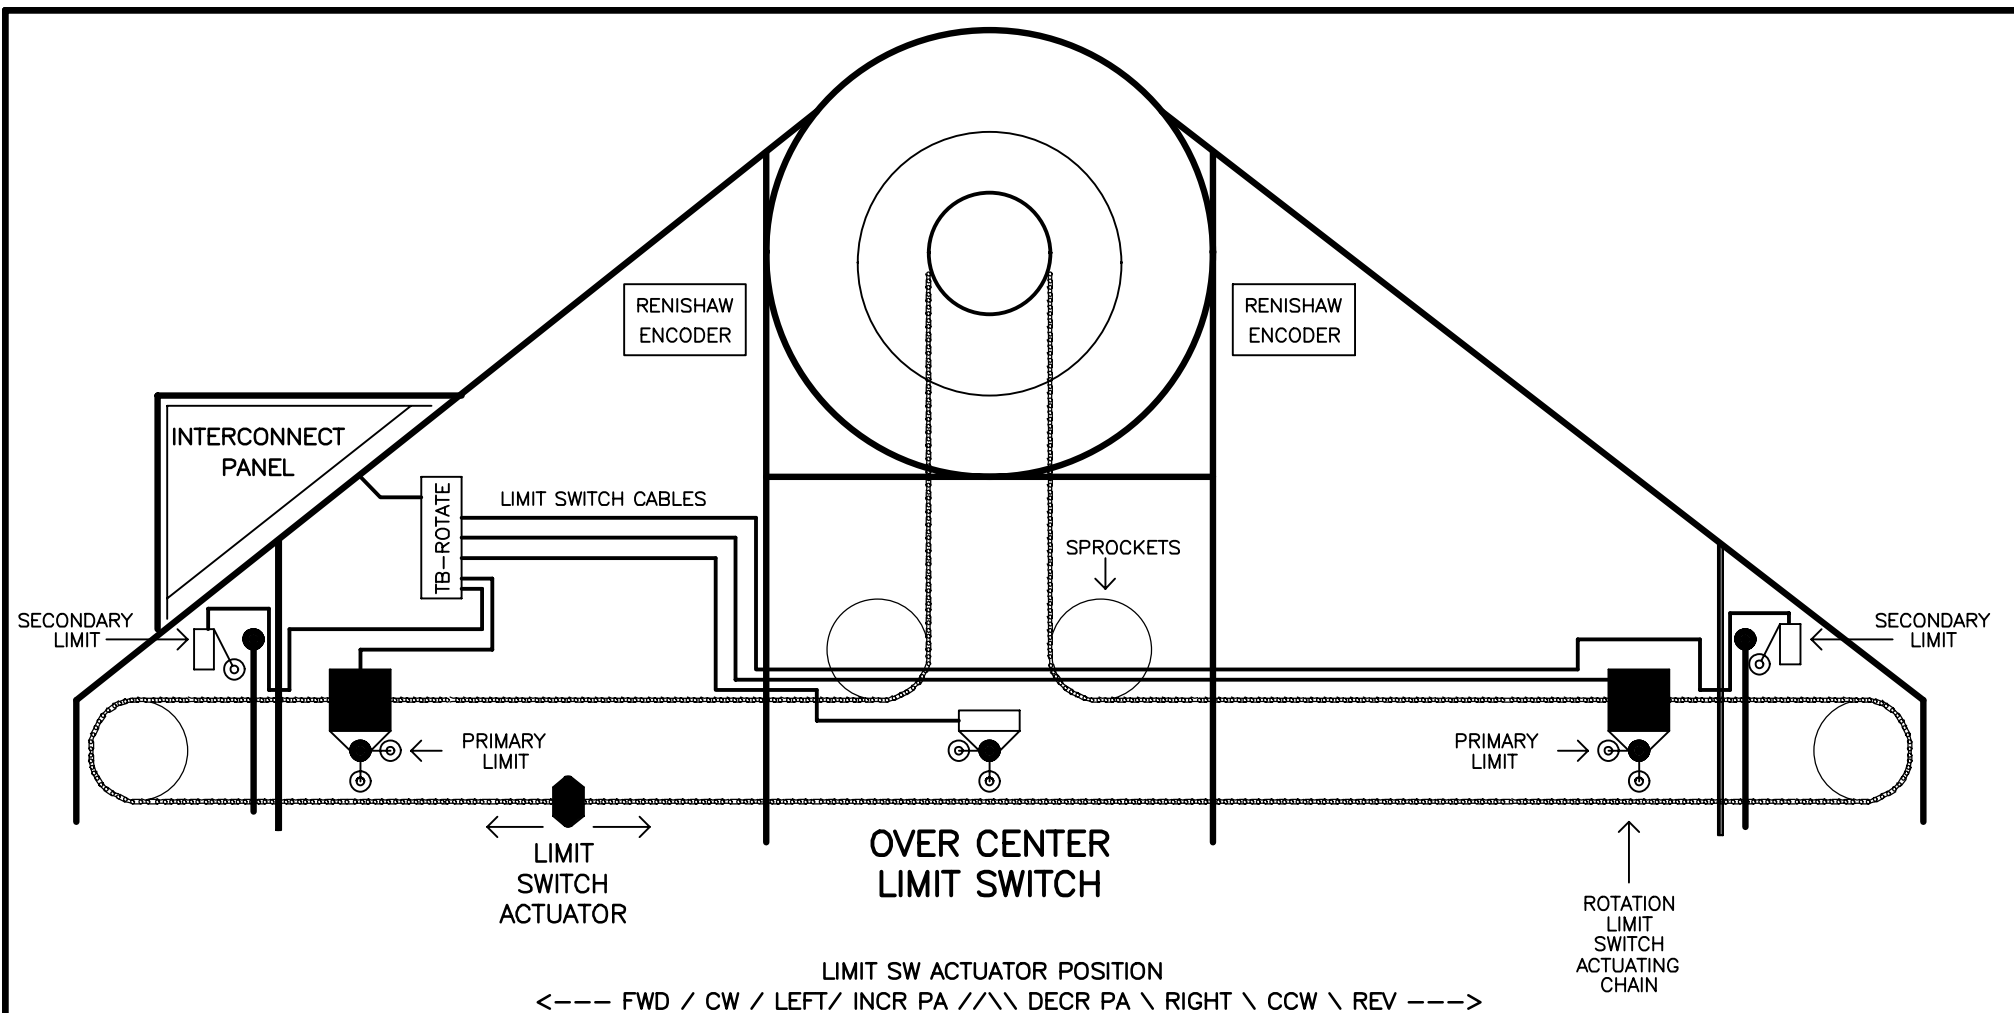 RENISHAW
ENCODER
RENISHAW
ENCODER
INTERCONNECT
PANEL
TB-ROTATE
LIMIT SWITCH CABLES
SPROCKETS
SECONDARY
LIMIT
SECONDARY
LIMIT
PRIMARY
LIMIT
PRIMARY
LIMIT
LIMIT
SWITCH
ACTUATOR
OVER CENTER
LIMIT SWITCH
ROTATION
LIMIT
SWITCH
ACTUATING
CHAIN
LIMIT SW ACTUATOR POSITION
<--- FWD / CW / LEFT/ INCR PA //\\ DECR PA \ RIGHT \ CCW \ REV --->